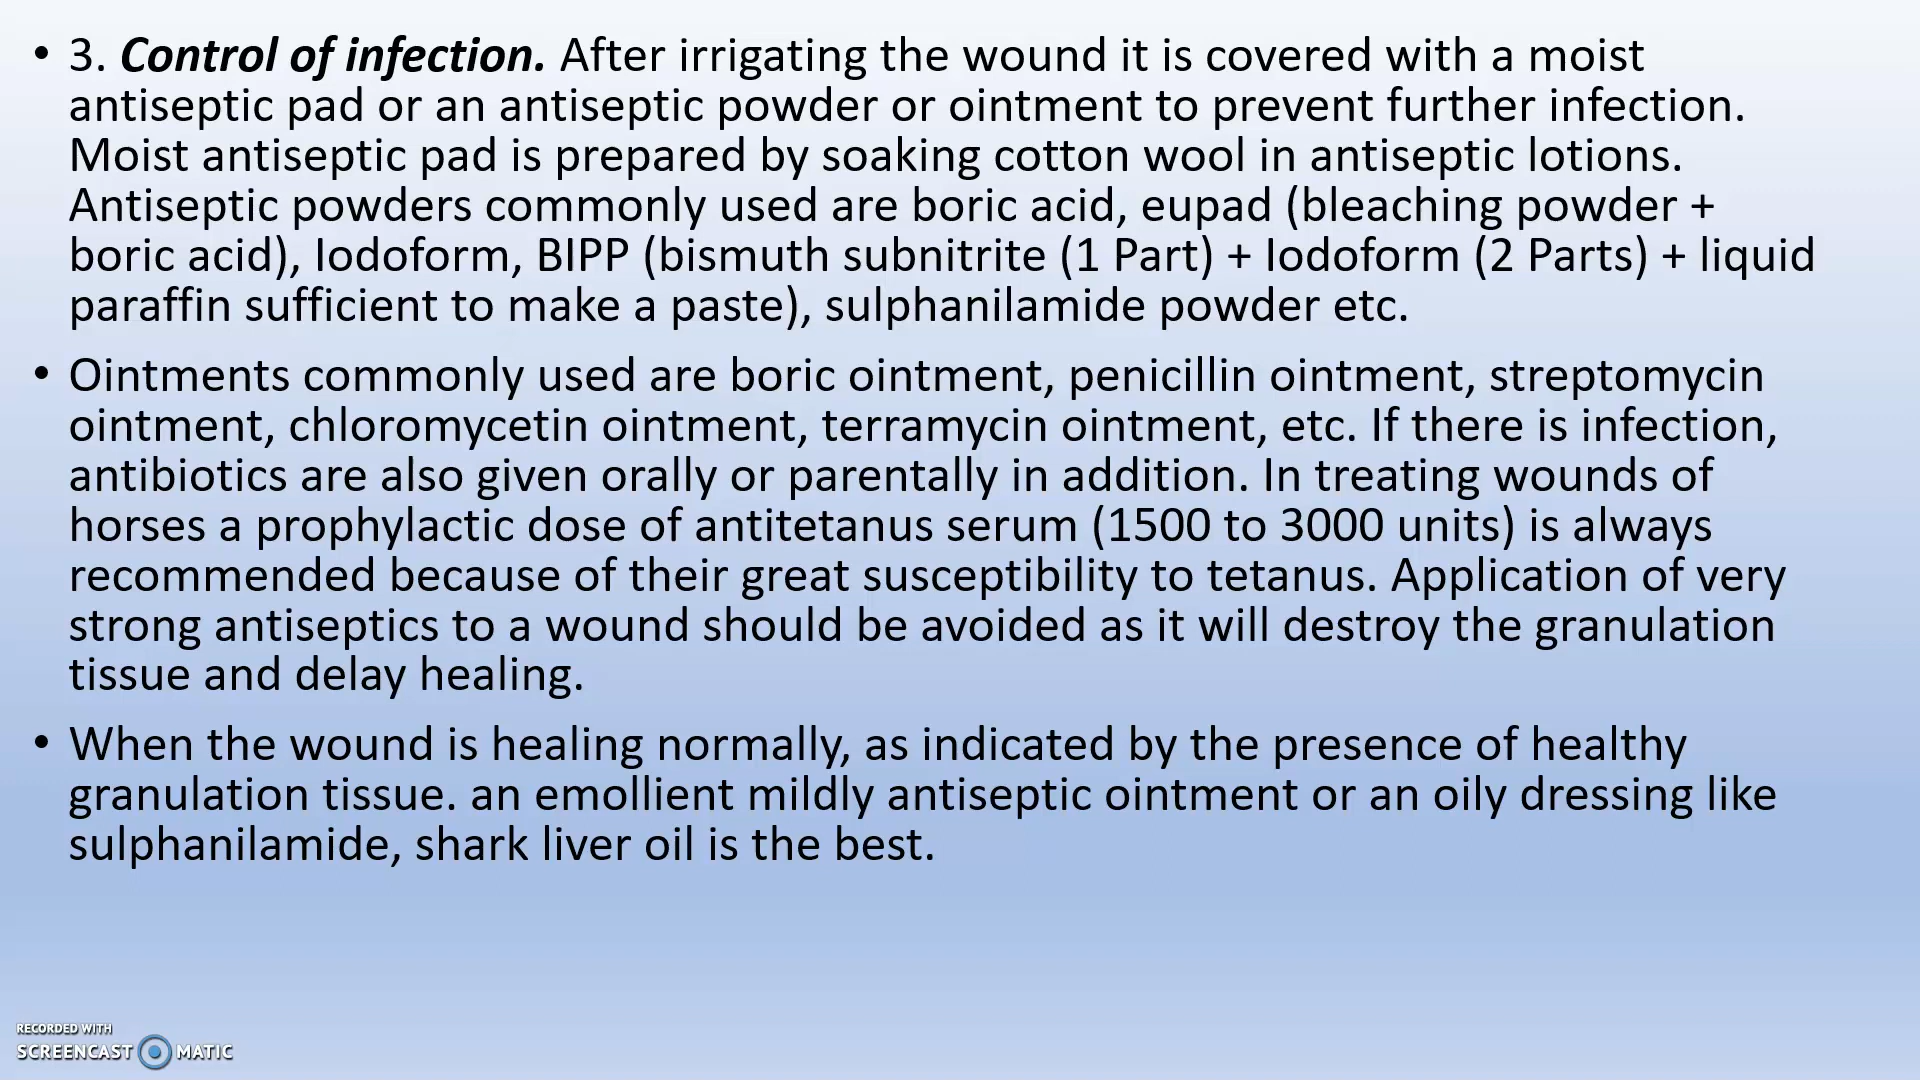 • 3. Control of infection. After irrigating the wound it is covered with a moist
antiseptic pad or an antiseptic powder or ointment to prevent further infection.
Moist antiseptic pad is prepared by soaking cotton wool in antiseptic lotions.
Antiseptic powders commonly used are boric acid, eupad (bleaching powder +
boric acid), Iodoform, BIPP (bismuth subnitrite (1 Part) + Iodoform (2 Parts) + liquid
paraffin sufficient to make a paste), sulphanilamide powder etc.
• Ointments commonly used are boric ointment, penicillin ointment, streptomycin
ointment, chloromycetin ointment, terramycin ointment, etc. If there is infection,
antibiotics are also given orally or parentally in addition. In treating wounds of
horses a prophylactic dose of antitetanus serum (1500 to 3000 units) is always
recommended because of their great susceptibility to tetanus. Application of very
strong antiseptics to a wound should be avoided as it will destroy the granulation
tissue and delay healing.
• When the wound is healing normally, as indicated by the presence of healthy
granulation tissue. an emollient mildly antiseptic ointment or an oily dressing like
sulphanilamide, shark liver oil is the best.
RECORDED WITH
SCREENCAST MATIC